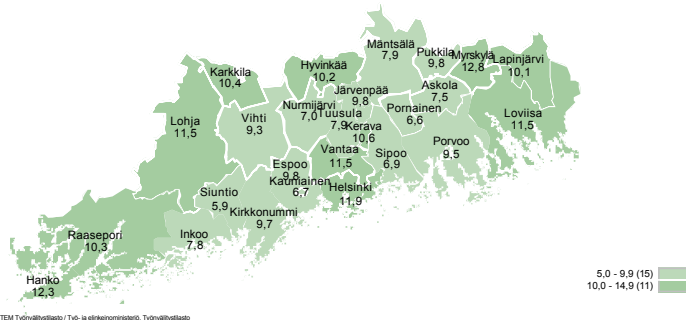 Mäntsälä
7,9
Pukkila
9,8
Myrskylä
12,8
Lapinjärvi
10,1
Karkkila
10,4
Hyvinkää
10,2
Järvenpää
9,8
Askola
7,5
Nurmijärvi
7,0
Tuusula
7,9
Pornainen
6,6
Lohja
11,5
Vihti
9,3
Kerava
10,6
Loviisa
11,5
Vantaa
11,5
Sipoo
6,9
Porvoo
9,5
Espoo
9,8
Kauniainen
6,7
Helsinki
11,9
Siuntio
5,9
Kirkkonummi
9,7
Raasepori
10,3
Inkoo
7,8
Hanko
12,3
5,0 - 9,9 (15)
10,0 - 14,9 (11)
TEM Työnvälitystilasto / Työ- ja elinkeinoministeriö, Työnvälitystilasto